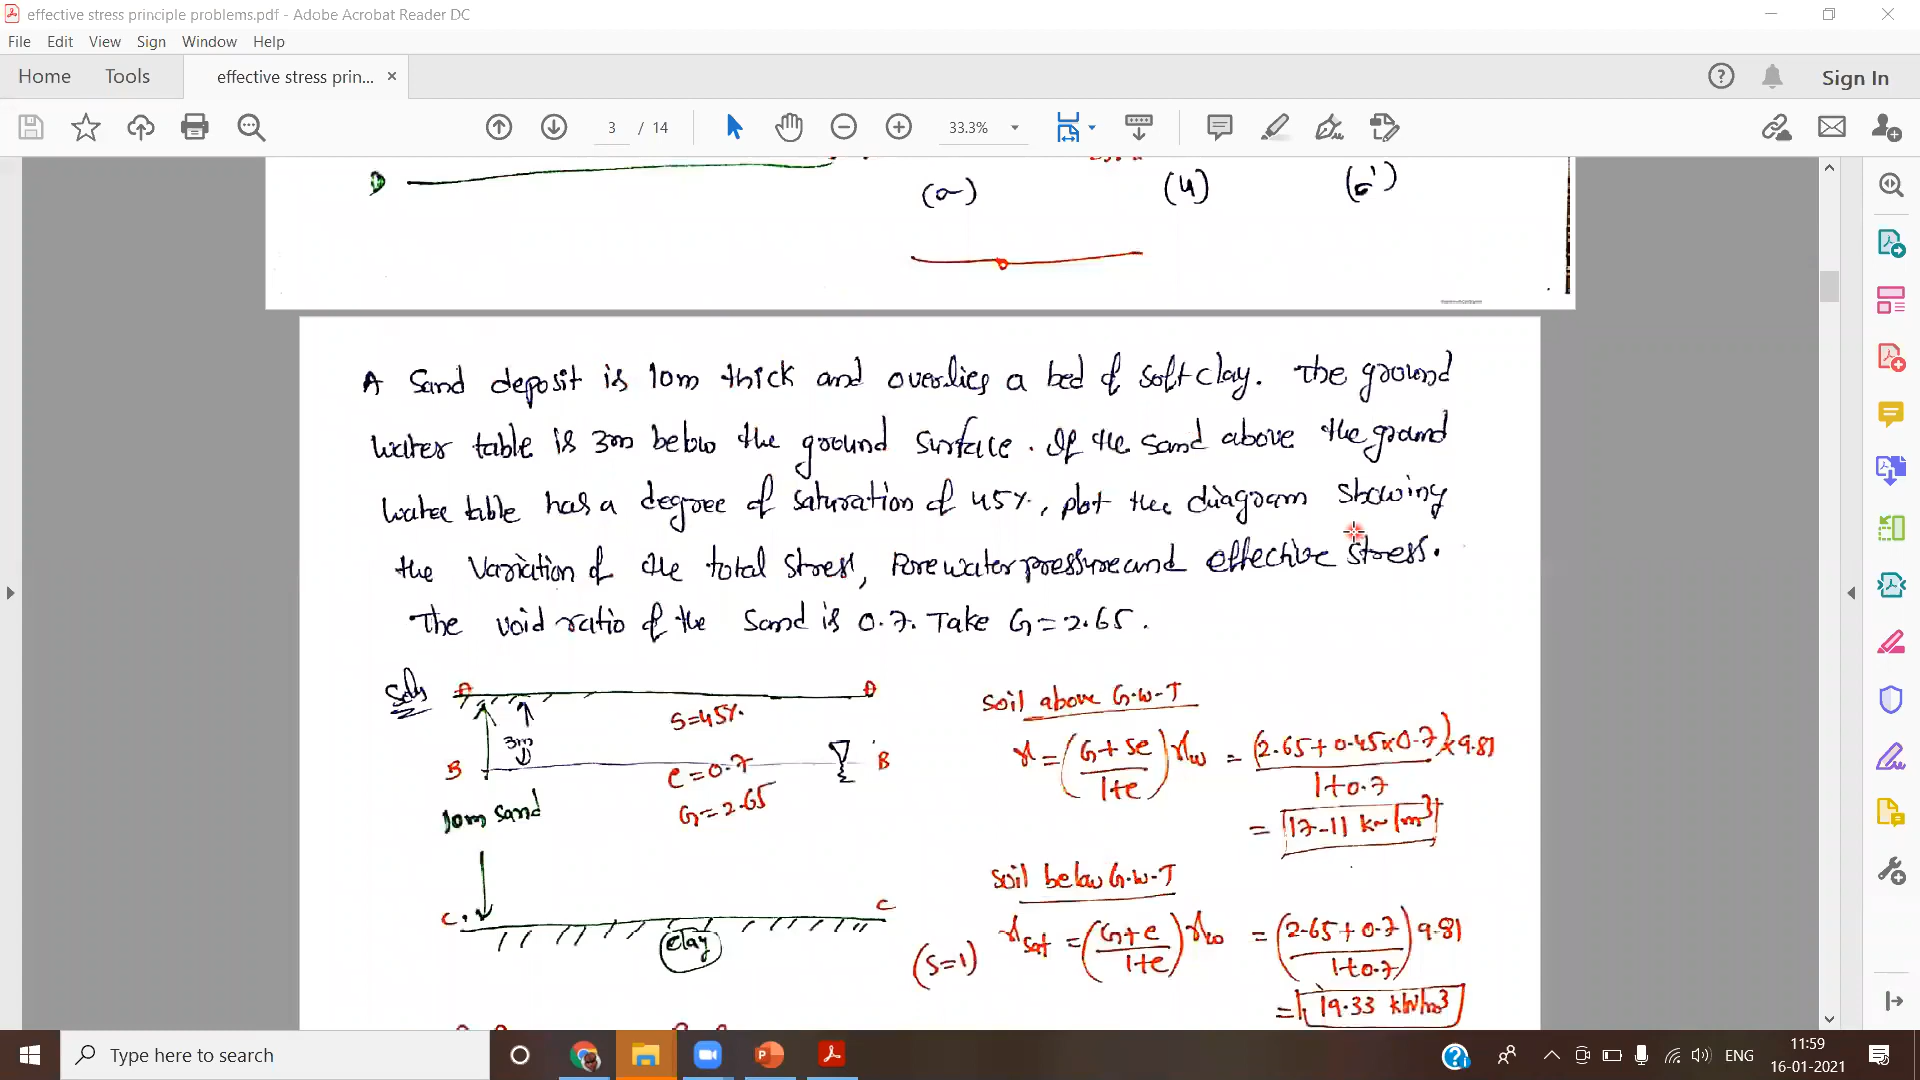 effective stress principle problems.pdf - Adobe Acrobat Reader DC
File Edit View Sign Window Help
Home Tools effective stress prin... × Sign In
3 / 14 33.3%
D (σ) (u) (σ')
A Sand deposit is 10m thick and overlies a bed of soft clay. The ground
water table is 3m below the ground surface. If the sand above the ground
water table has a degree of saturation of 45%, plot the diagram showing
the variation of the total stress, Pore water pressure and effective stress.
The void ratio of the sand is 0.7. Take G=2.65.
Soln
A A
S=45%
3m
B B
e=0.7
G=2.65
10m sand
C C
clay
soil above G.W.T
γ = (G+Se/1+e)γw = (2.65+0.45x0.7)x9.81/1+0.7
= 17.11 kN/m³
soil below G.W.T
(S=1) γsat = (G+e/1+e)γw = (2.65+0.7/1+0.7)9.81
= 19.33 kN/m³
Type here to search
ENG
11:59
16-01-2021